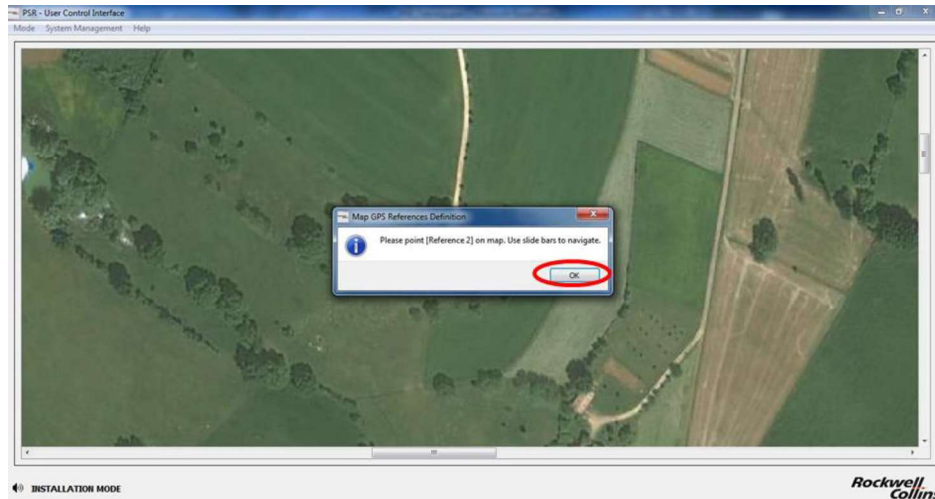 PSR - User Control Interface
Mode System Management Help
Map GPS References Definition
Please point [Reference 2] on map. Use slide bars to navigate.
OK
INSTALLATION MODE
Rockwell
Collins